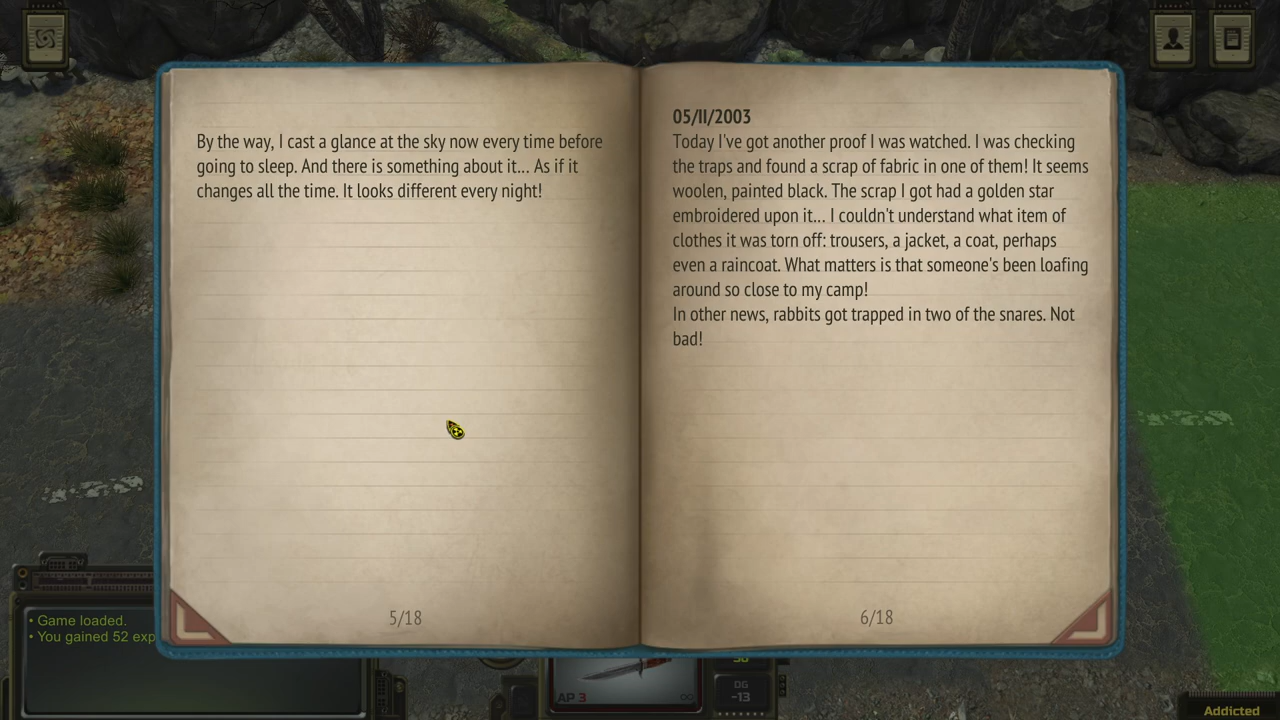 By the way, I cast a glance at the sky now every time before
going to sleep. And there is something about it... As if it
changes all the time. It looks different every night!
5/18
05/II/2003
Today I've got another proof I was watched. I was checking
the traps and found a scrap of fabric in one of them! It seems
woolen, painted black. The scrap I got had a golden star
embroidered upon it... I couldn't understand what item of
clothes it was torn off: trousers, a jacket, a coat, perhaps
even a raincoat. What matters is that someone's been loafing
around so close to my camp!
In other news, rabbits got trapped in two of the snares. Not
bad!
6/18
• Game loaded.
• You gained 52 exp
AP 3
DG
-13
Addicted